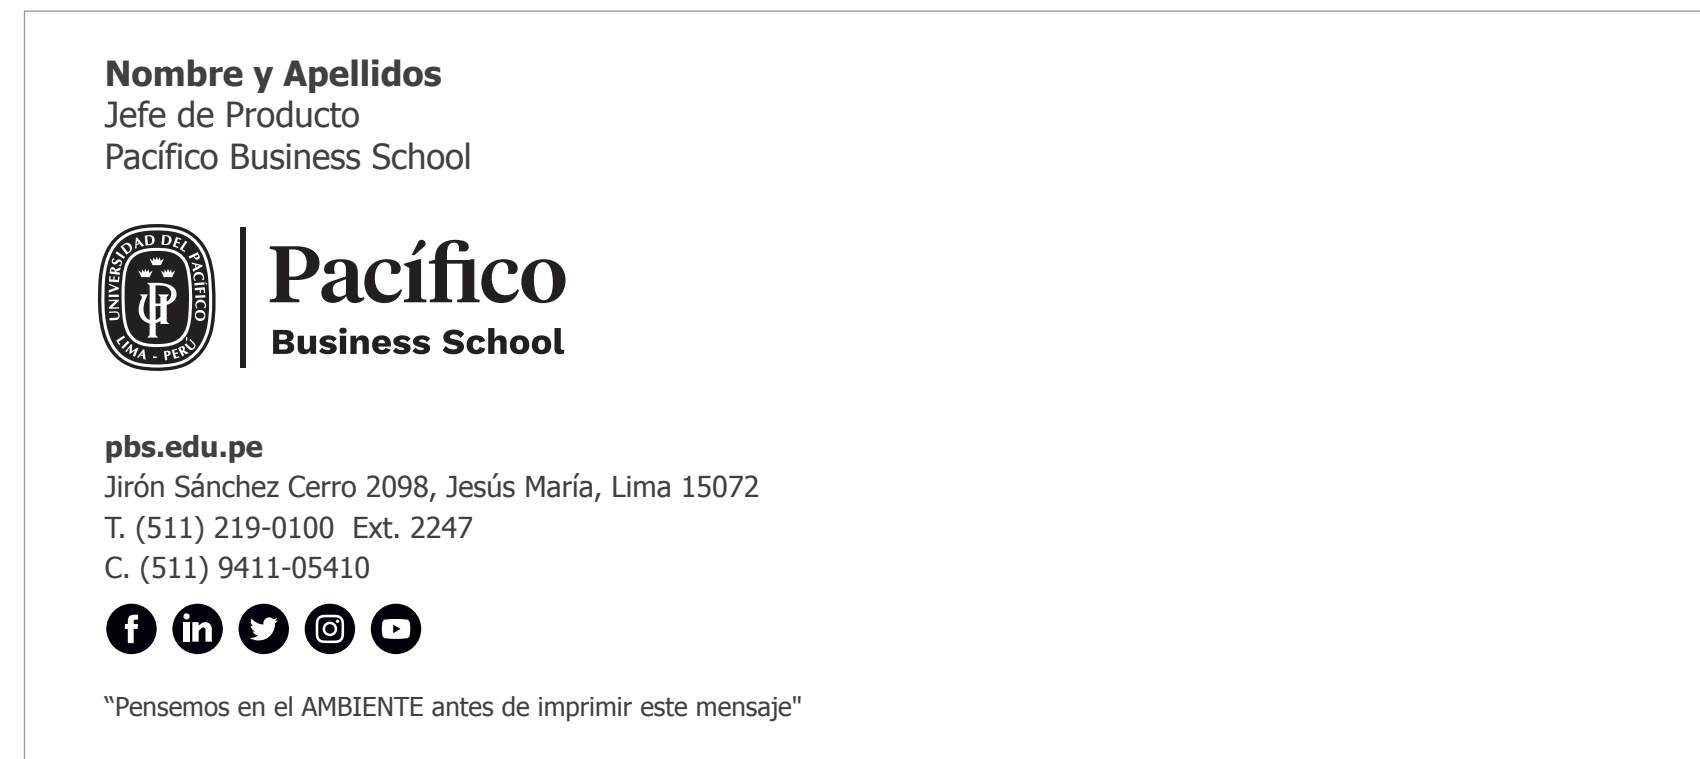 Nombre y Apellidos
Jefe de Producto
Pacífico Business School
UNIVERSIDAD DEL PACÍFICO
LIMA - PERÚ
UP
Pacífico
Business School
pbs.edu.pe
Jirón Sánchez Cerro 2098, Jesús María, Lima 15072
T. (511) 219-0100  Ext. 2247
C. (511) 9411-05410
“Pensemos en el AMBIENTE antes de imprimir este mensaje"